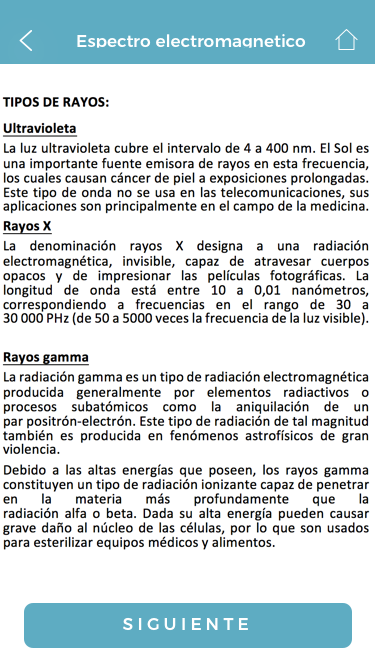 Espectro electromagnetico
TIPOS DE RAYOS:
Ultravioleta
La luz ultravioleta cubre el intervalo de 4 a 400 nm. El Sol es
una importante fuente emisora de rayos en esta frecuencia,
los cuales causan cáncer de piel a exposiciones prolongadas.
Este tipo de onda no se usa en las telecomunicaciones, sus
aplicaciones son principalmente en el campo de la medicina.
Rayos X
La denominación rayos X designa a una radiación
electromagnética, invisible, capaz de atravesar cuerpos
opacos y de impresionar las películas fotográficas. La
longitud de onda está entre 10 a 0,01 nanómetros,
correspondiendo a frecuencias en el rango de 30 a
30 000 PHz (de 50 a 5000 veces la frecuencia de la luz visible).
Rayos gamma
La radiación gamma es un tipo de radiación electromagnética
producida generalmente por elementos radiactivos o
procesos subatómicos como la aniquilación de un
par positrón-electrón. Este tipo de radiación de tal magnitud
también es producida en fenómenos astrofísicos de gran
violencia.
Debido a las altas energías que poseen, los rayos gamma
constituyen un tipo de radiación ionizante capaz de penetrar
en la materia más profundamente que la
radiación alfa o beta. Dada su alta energía pueden causar
grave daño al núcleo de las células, por lo que son usados
para esterilizar equipos médicos y alimentos.
SIGUIENTE